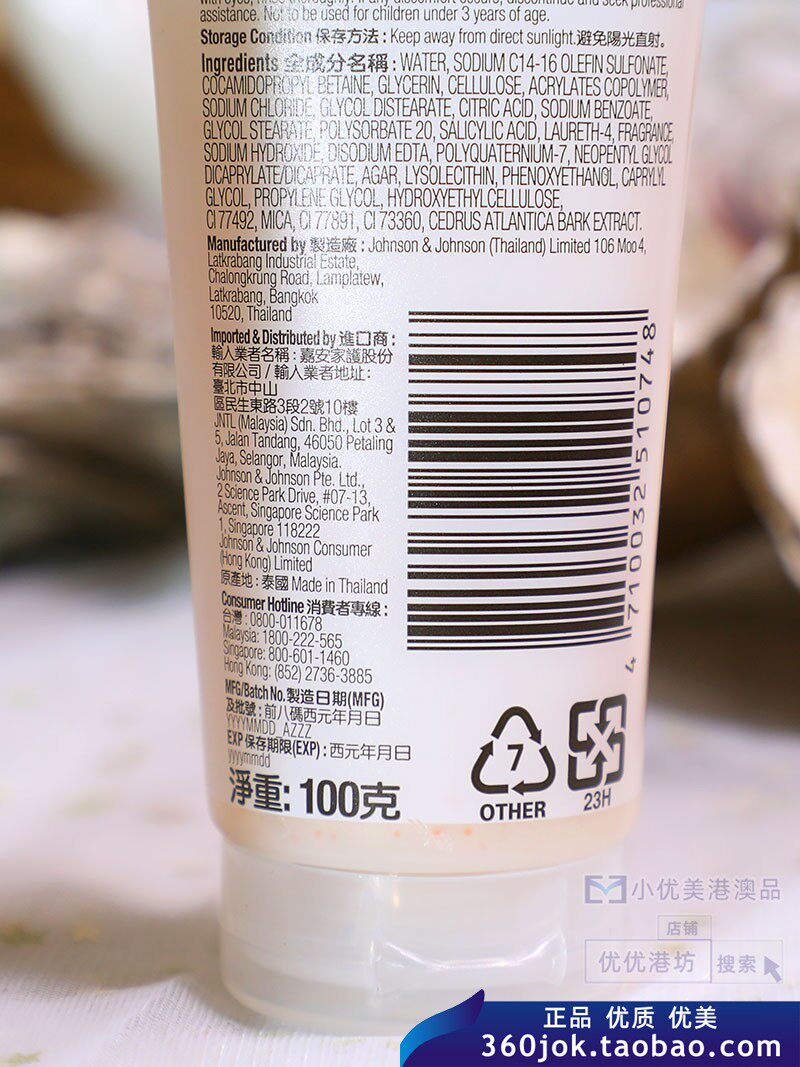 with eyes, rinse thoroughly. If any discomfort occurs, discontinue and seek professional
assistance. Not to be used for children under 3 years of age.
Storage Condition 保存方法 : Keep away from direct sunlight.避免陽光直射.
Ingredients 全成分名稱 : WATER, SODIUM C14-16 OLEFIN SULFONATE,
COCAMIDOPROPYL BETAINE, GLYCERIN, CELLULOSE, ACRYLATES COPOLYMER,
SODIUM CHLORIDE, GLYCOL DISTEARATE, CITRIC ACID, SODIUM BENZOATE,
GLYCOL STEARATE, POLYSORBATE 20, SALICYLIC ACID, LAURETH-4, FRAGRANCE,
SODIUM HYDROXIDE, DISODIUM EDTA, POLYQUATERNIUM-7, NEOPENTYL GLYCOL
DICAPRYLATE/DICAPRATE, AGAR, LYSOLECITHIN, PHENOXYETHANOL, CAPRYLYL
GLYCOL, PROPYLENE GLYCOL, HYDROXYETHYLCELLULOSE,
CI 77492, MICA, CI 77891, CI 73360, CEDRUS ATLANTICA BARK EXTRACT.
Manufactured by 製造廠 : Johnson & Johnson (Thailand) Limited 106 Moo 4,
Latkrabang Industrial Estate,
Chalongkrung Road, Lamplatew,
Latkrabang, Bangkok
10520, Thailand
Imported & Distributed by 進口商 :
輸入業者名稱 : 嘉安家護股份
有限公司 / 輸入業者地址:
臺北市中山
區民生東路3段2號10樓
JNTL (Malaysia) Sdn. Bhd., Lot 3 &
5, Jalan Tandang, 46050 Petaling
Jaya, Selangor, Malaysia.
Johnson & Johnson Pte. Ltd.,
2 Science Park Drive, #07-13,
Ascent, Singapore Science Park
1, Singapore 118222
Johnson & Johnson Consumer
(Hong Kong) Limited
原產地 : 泰國 Made in Thailand
Consumer Hotline 消費者專線 :
台灣 : 0800-011678
Malaysia: 1800-222-565
Singapore: 800-601-1460
Hong Kong: (852) 2736-3885
MFG/Batch No. 製造日期(MFG)
及批號 : 前八碼西元年月日
YYYYMMDD_AZZZ
EXP 保存期限(EXP) : 西元年月日
yyyymmdd
淨重: 100克
4 710032 510748
7
OTHER
23H
小优美港澳品
店铺
优优港坊 搜索
正品 优质 优美
360jok.taobao.com